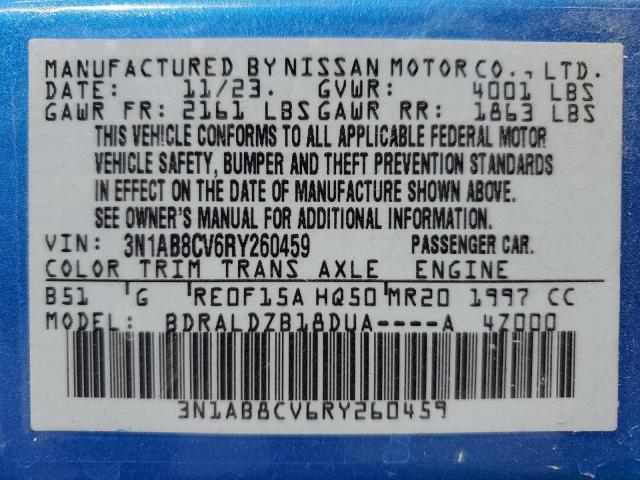 MANUFACTURED BY NISSAN MOTOR CO., LTD.
DATE: 11/23. GVWR: 4001 LBS
GAWR FR: 2161 LBS GAWR RR: 1863 LBS
THIS VEHICLE CONFORMS TO ALL APPLICABLE FEDERAL MOTOR
VEHICLE SAFETY, BUMPER AND THEFT PREVENTION STANDARDS
IN EFFECT ON THE DATE OF MANUFACTURE SHOWN ABOVE.
SEE OWNER'S MANUAL FOR ADDITIONAL INFORMATION.
VIN: 3N1AB8CV6RY260459 PASSENGER CAR.
COLOR TRIM TRANS AXLE ENGINE
B51 G RE0F15A HQ50 MR20 1997 CC
MODEL: BDRALDZB18DUA----A 4Z000
3N1AB8CV6RY260459